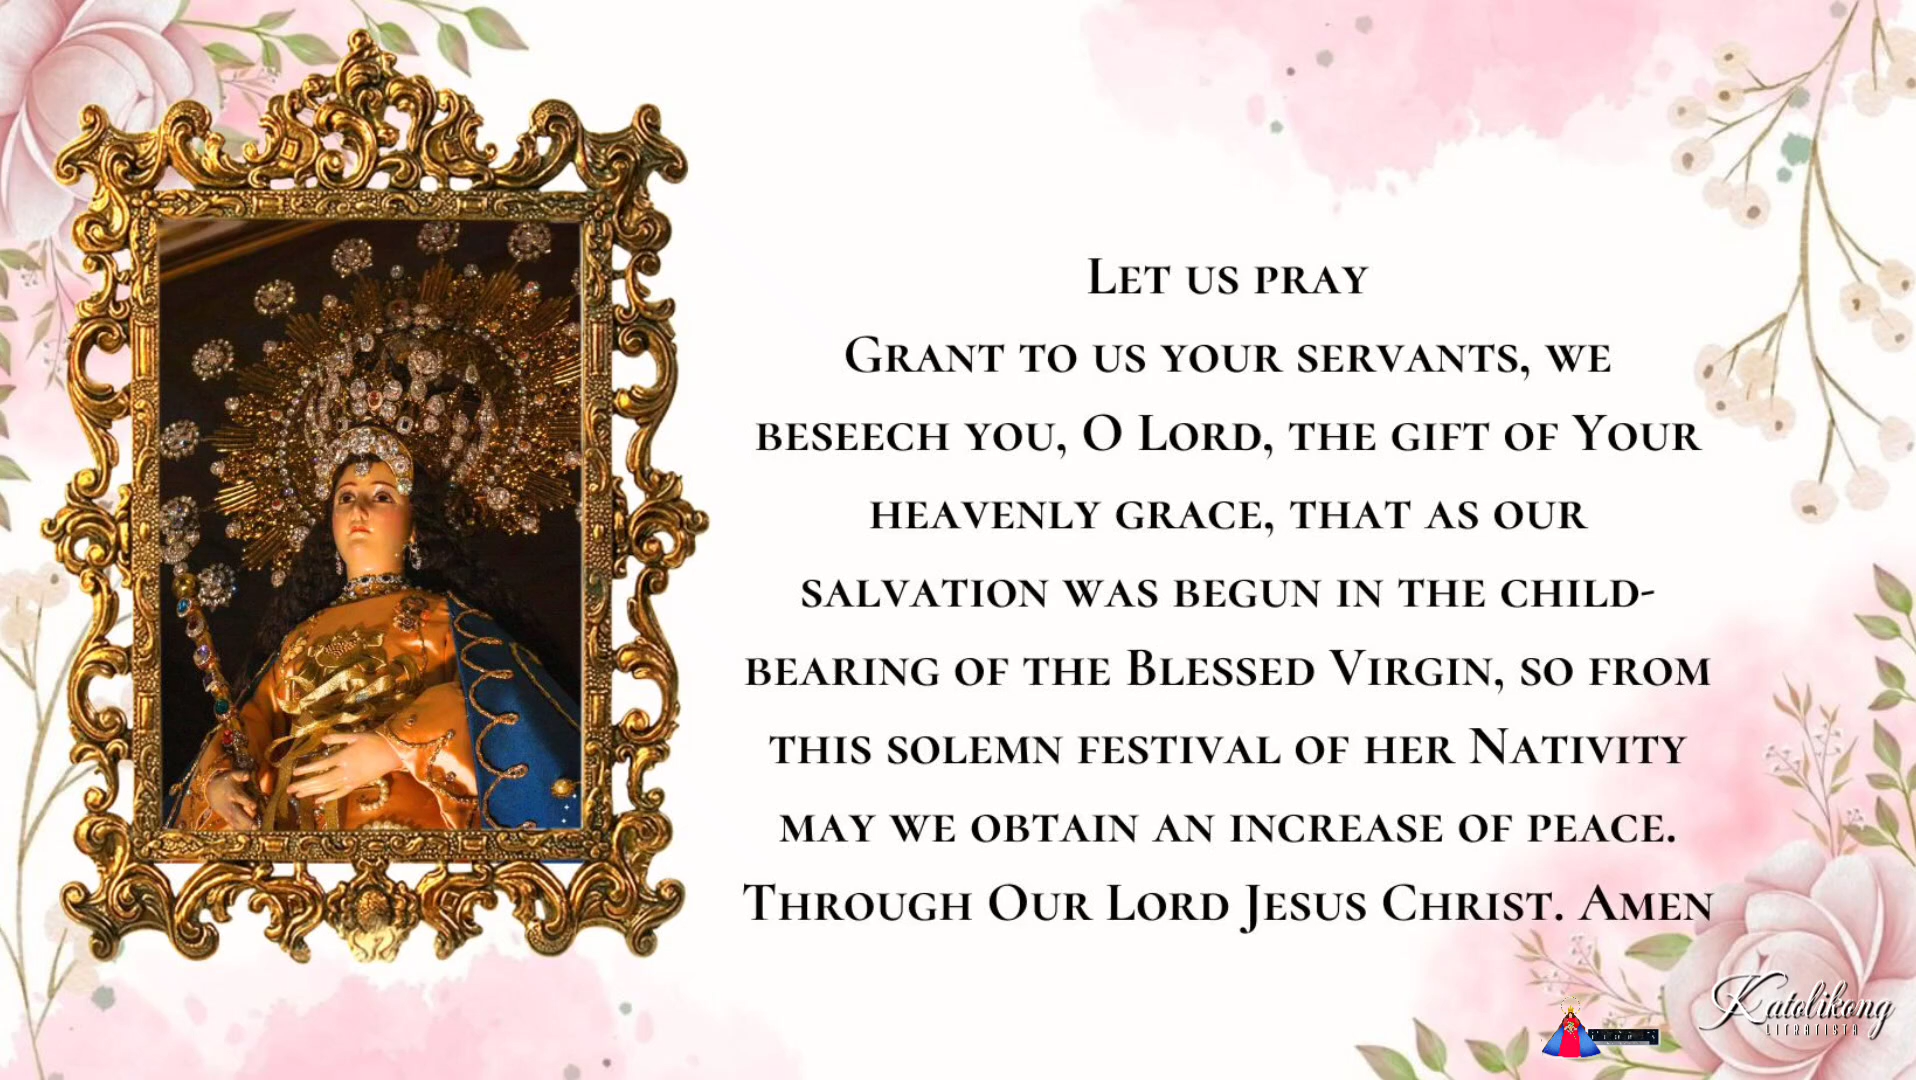 Let us pray
Grant to us your servants, we
beseech you, O Lord, the gift of Your
heavenly grace, that as our
salvation was begun in the child-
bearing of the Blessed Virgin, so from
this solemn festival of her Nativity
may we obtain an increase of peace.
Through Our Lord Jesus Christ. Amen
Katolikong
LITRATISTA